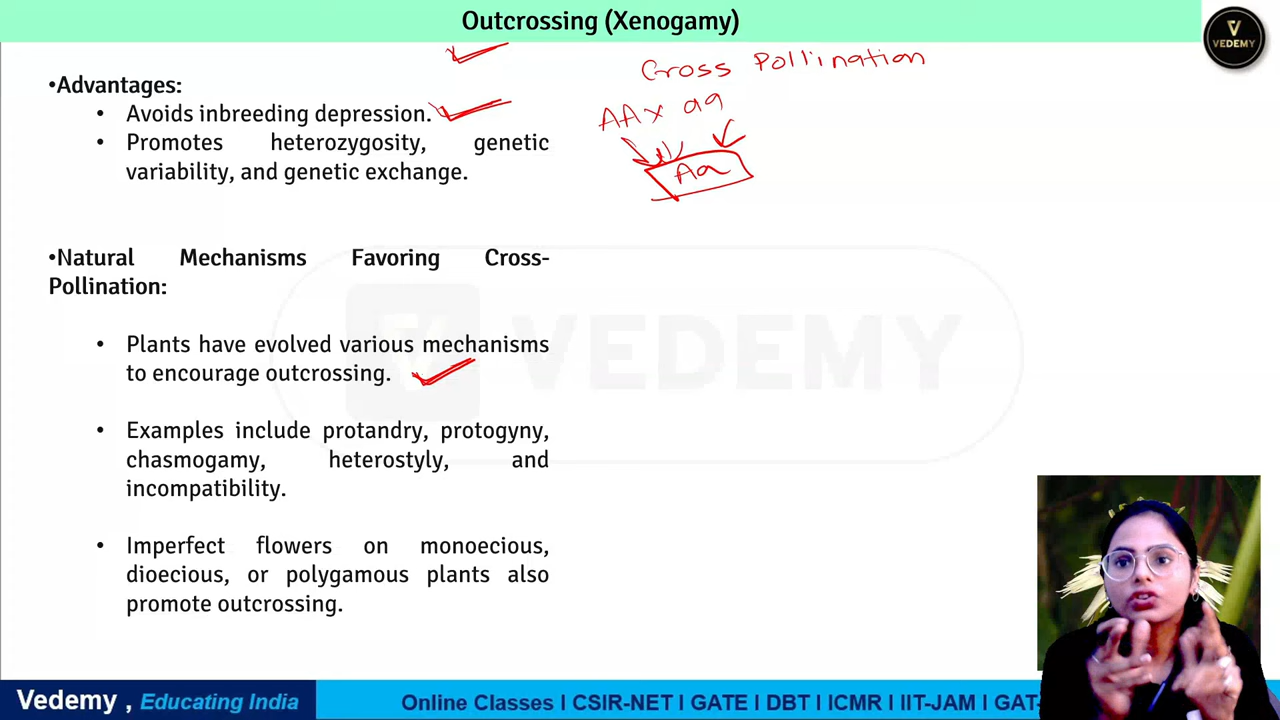 Outcrossing (Xenogamy)
VEDEMY
•Advantages:
• Avoids inbreeding depression.
• Promotes heterozygosity, genetic
variability, and genetic exchange.
Cross Pollination
AA x aa
Aa
•Natural Mechanisms Favoring Cross-
Pollination:
• Plants have evolved various mechanisms
to encourage outcrossing.
• Examples include protandry, protogyny,
chasmogamy, heterostyly, and
incompatibility.
• Imperfect flowers on monoecious,
dioecious, or polygamous plants also
promote outcrossing.
VEDEMY
Vedemy , Educating India
Online Classes I CSIR-NET I GATE I DBT I ICMR I IIT-JAM I GAT-